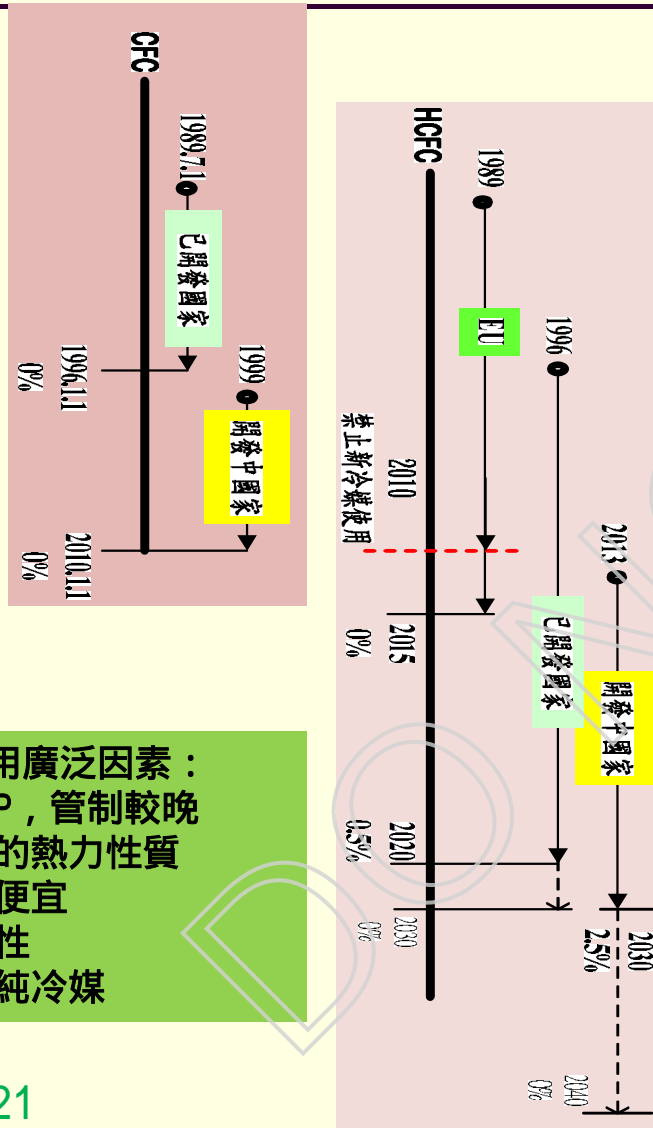 CFC
1989.7.1
已開發國家
1996.1.1
0%
1999
開發中國家
2010.1.1
0%
HCFC
1989
EU
2010
禁止新冷媒使用
2015
0%
1996
已開發國家
2020
0.5%
2030
0%
2013
開發中國家
2030
2.5%
2040
0%
用廣泛因素：
P，管制較晚
的熱力性質
便宜
性
純冷媒
21